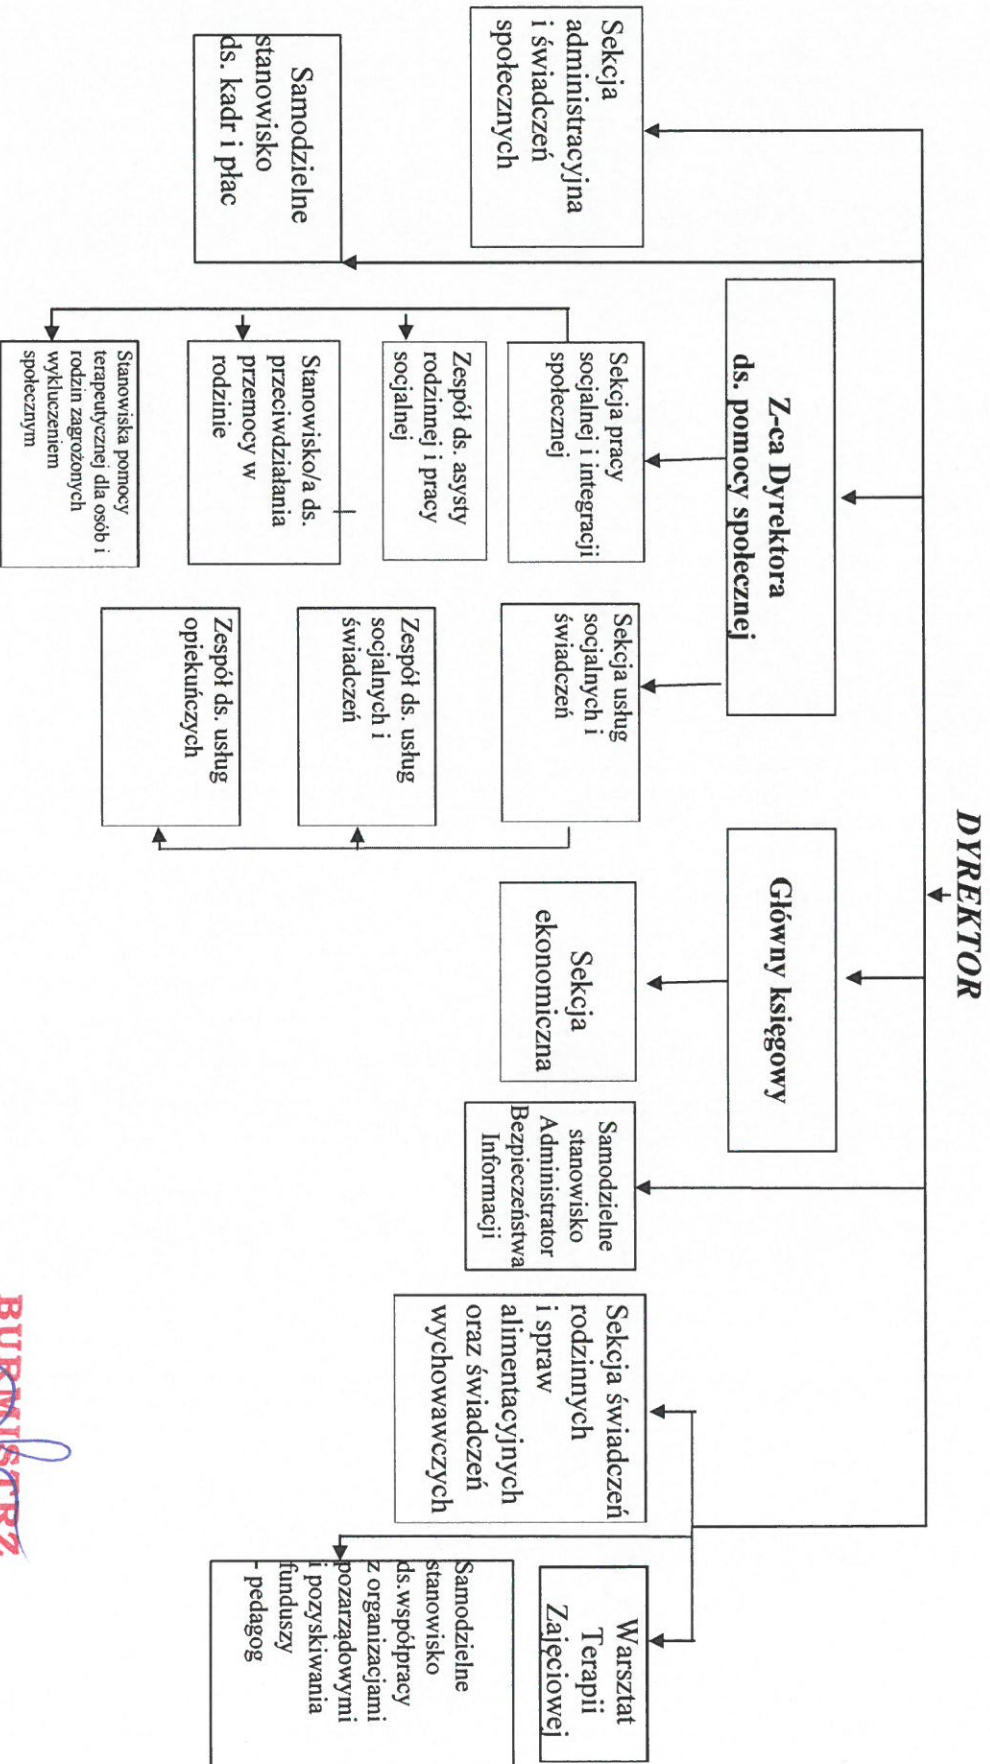 DYREKTOR
Sekcja
administracyjna
i świadczeń
społecznych
Samodzielne
stanowisko
ds. kadr i płac
Z-ca Dyrektora
ds. pomocy społecznej
Sekcja pracy
socjalnej i integracji
społecznej
Zespół ds. asysty
rodzinnej i pracy
socjalnej
Stanowisko/a ds.
przeciwdziałania
przemocy w
rodzinie
Stanowiska pomocy
terapeutycznej dla osób i
rodzin zagrożonych
wykluczeniem
społecznym
Sekcja usług
socjalnych i
świadczeń
Zespół ds. usług
socjalnych i
świadczeń
Zespół ds. usług
opiekuńczych
Główny księgowy
Sekcja
ekonomiczna
Samodzielne
stanowisko
Administrator
Bezpieczeństwa
Informacji
Sekcja świadczeń
rodzinnych
i spraw
alimentacyjnych
oraz świadczeń
wychowawczych
Warsztat
Terapii
Zajęciowej
Samodzielne
stanowisko
ds.współpracy
z organizacjami
pozarządowymi
i pozyskiwania
funduszy
- pedagog
BURMISTRZ